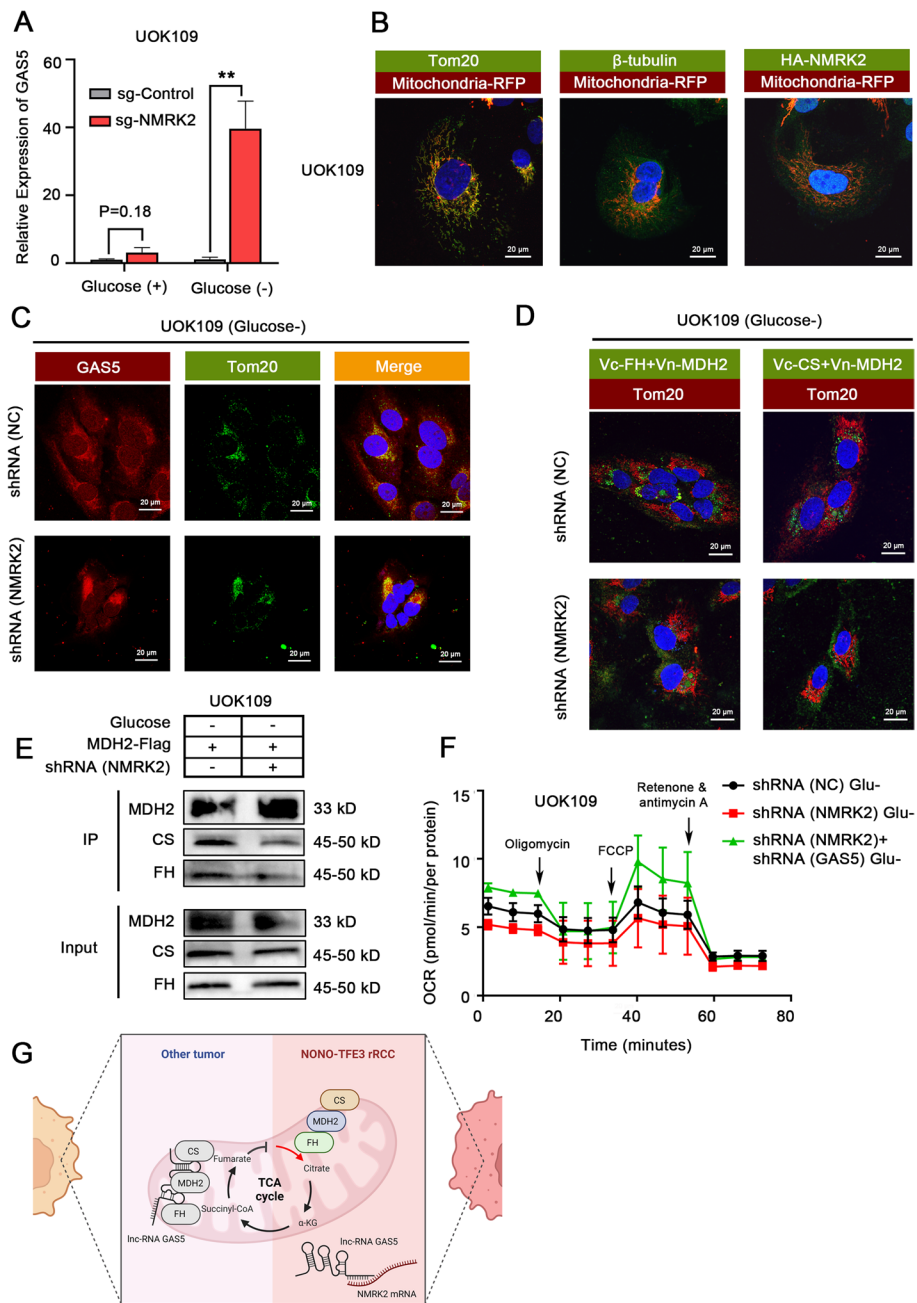 A
UOK109
Relative Expression of GAS5
60
40
20
0
sg-Control
sg-NMRK2
**
P=0.18
Glucose (+)
Glucose (-)
B
Tom20
Mitochondria-RFP
β-tubulin
Mitochondria-RFP
HA-NMRK2
Mitochondria-RFP
UOK109
20 μm
20 μm
20 μm
C
UOK109 (Glucose-)
GAS5
Tom20
Merge
shRNA (NC)
20 μm
20 μm
20 μm
shRNA (NMRK2)
20 μm
20 μm
20 μm
D
UOK109 (Glucose-)
Vc-FH+Vn-MDH2
Tom20
Vc-CS+Vn-MDH2
Tom20
shRNA (NC)
20 μm
20 μm
shRNA (NMRK2)
20 μm
20 μm
E
UOK109
Glucose - -
MDH2-Flag + +
shRNA (NMRK2) - +
IP
MDH2 33 kD
CS 45-50 kD
FH 45-50 kD
Input
MDH2 33 kD
CS 45-50 kD
FH 45-50 kD
F
UOK109
OCR (pmol/min/per protein)
15
10
5
0
0 20 40 60 80
Time (minutes)
Oligomycin
FCCP
Retenone &
antimycin A
shRNA (NC) Glu-
shRNA (NMRK2) Glu-
shRNA (NMRK2)+
shRNA (GAS5) Glu-
G
Other tumor
NONO-TFE3 rRCC
CS
MDH2
FH
lnc-RNA GAS5
Fumarate
Succinyl-CoA
TCA
cycle
Citrate
α-KG
CS
MDH2
FH
lnc-RNA GAS5
NMRK2 mRNA